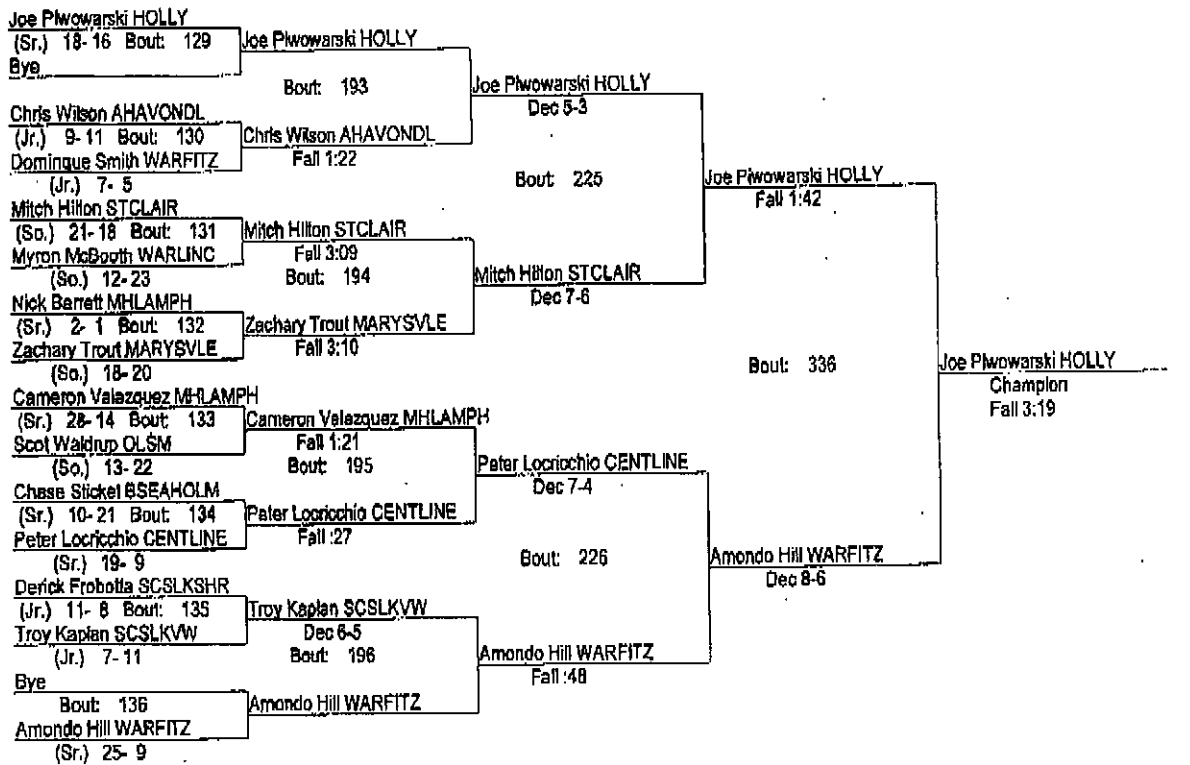 Joe Plwowarski HOLLY
(Sr.) 18- 16 Bout: 129
Bye
Joe Plwowarski HOLLY
Bout: 193
Chris Wilson AHAVONDL
(Jr.) 9- 11 Bout: 130
Dominque Smith WARFITZ
(Jr.) 7- 5
Chris Wilson AHAVONDL
Fall 1:22
Joe Plwowarski HOLLY
Dec 5-3
Bout: 225
Mitch Hilton STCLAIR
(So.) 21- 18 Bout: 131
Myron McBooth WARLINC
(So.) 12- 23
Mitch Hilton STCLAIR
Fall 3:09
Bout: 194
Nick Barrett MHLAMPH
(Sr.) 2- 1 Bout: 132
Zachary Trout MARYSVLE
(So.) 18- 20
Zachary Trout MARYSVLE
Fall 3:10
Mitch Hilton STCLAIR
Dec 7-6
Joe Plwowarski HOLLY
Fall 1:42
Bout: 336
Joe Plwowarski HOLLY
Champion
Fall 3:19
Cameron Velazquez MHLAMPH
(Sr.) 28- 14 Bout: 133
Scot Waldrup OLSM
(So.) 13- 22
Cameron Velazquez MHLAMPH
Fall 1:21
Bout: 195
Chase Stickel BSEAHOLM
(Sr.) 10- 21 Bout: 134
Peter Locricchio CENTLINE
(Sr.) 19- 9
Peter Locricchio CENTLINE
Fall :27
Peter Locricchio CENTLINE
Dec 7-4
Bout: 226
Derick Frobotta SCSLKSHR
(Jr.) 11- 8 Bout: 135
Troy Kaplan SCSLKVW
(Jr.) 7- 11
Troy Kaplan SCSLKVW
Dec 6-5
Bout: 196
Bye
Bout: 136
Amondo Hill WARFITZ
(Sr.) 25- 9
Amondo Hill WARFITZ
Amondo Hill WARFITZ
Fall :48
Amondo Hill WARFITZ
Dec 8-6